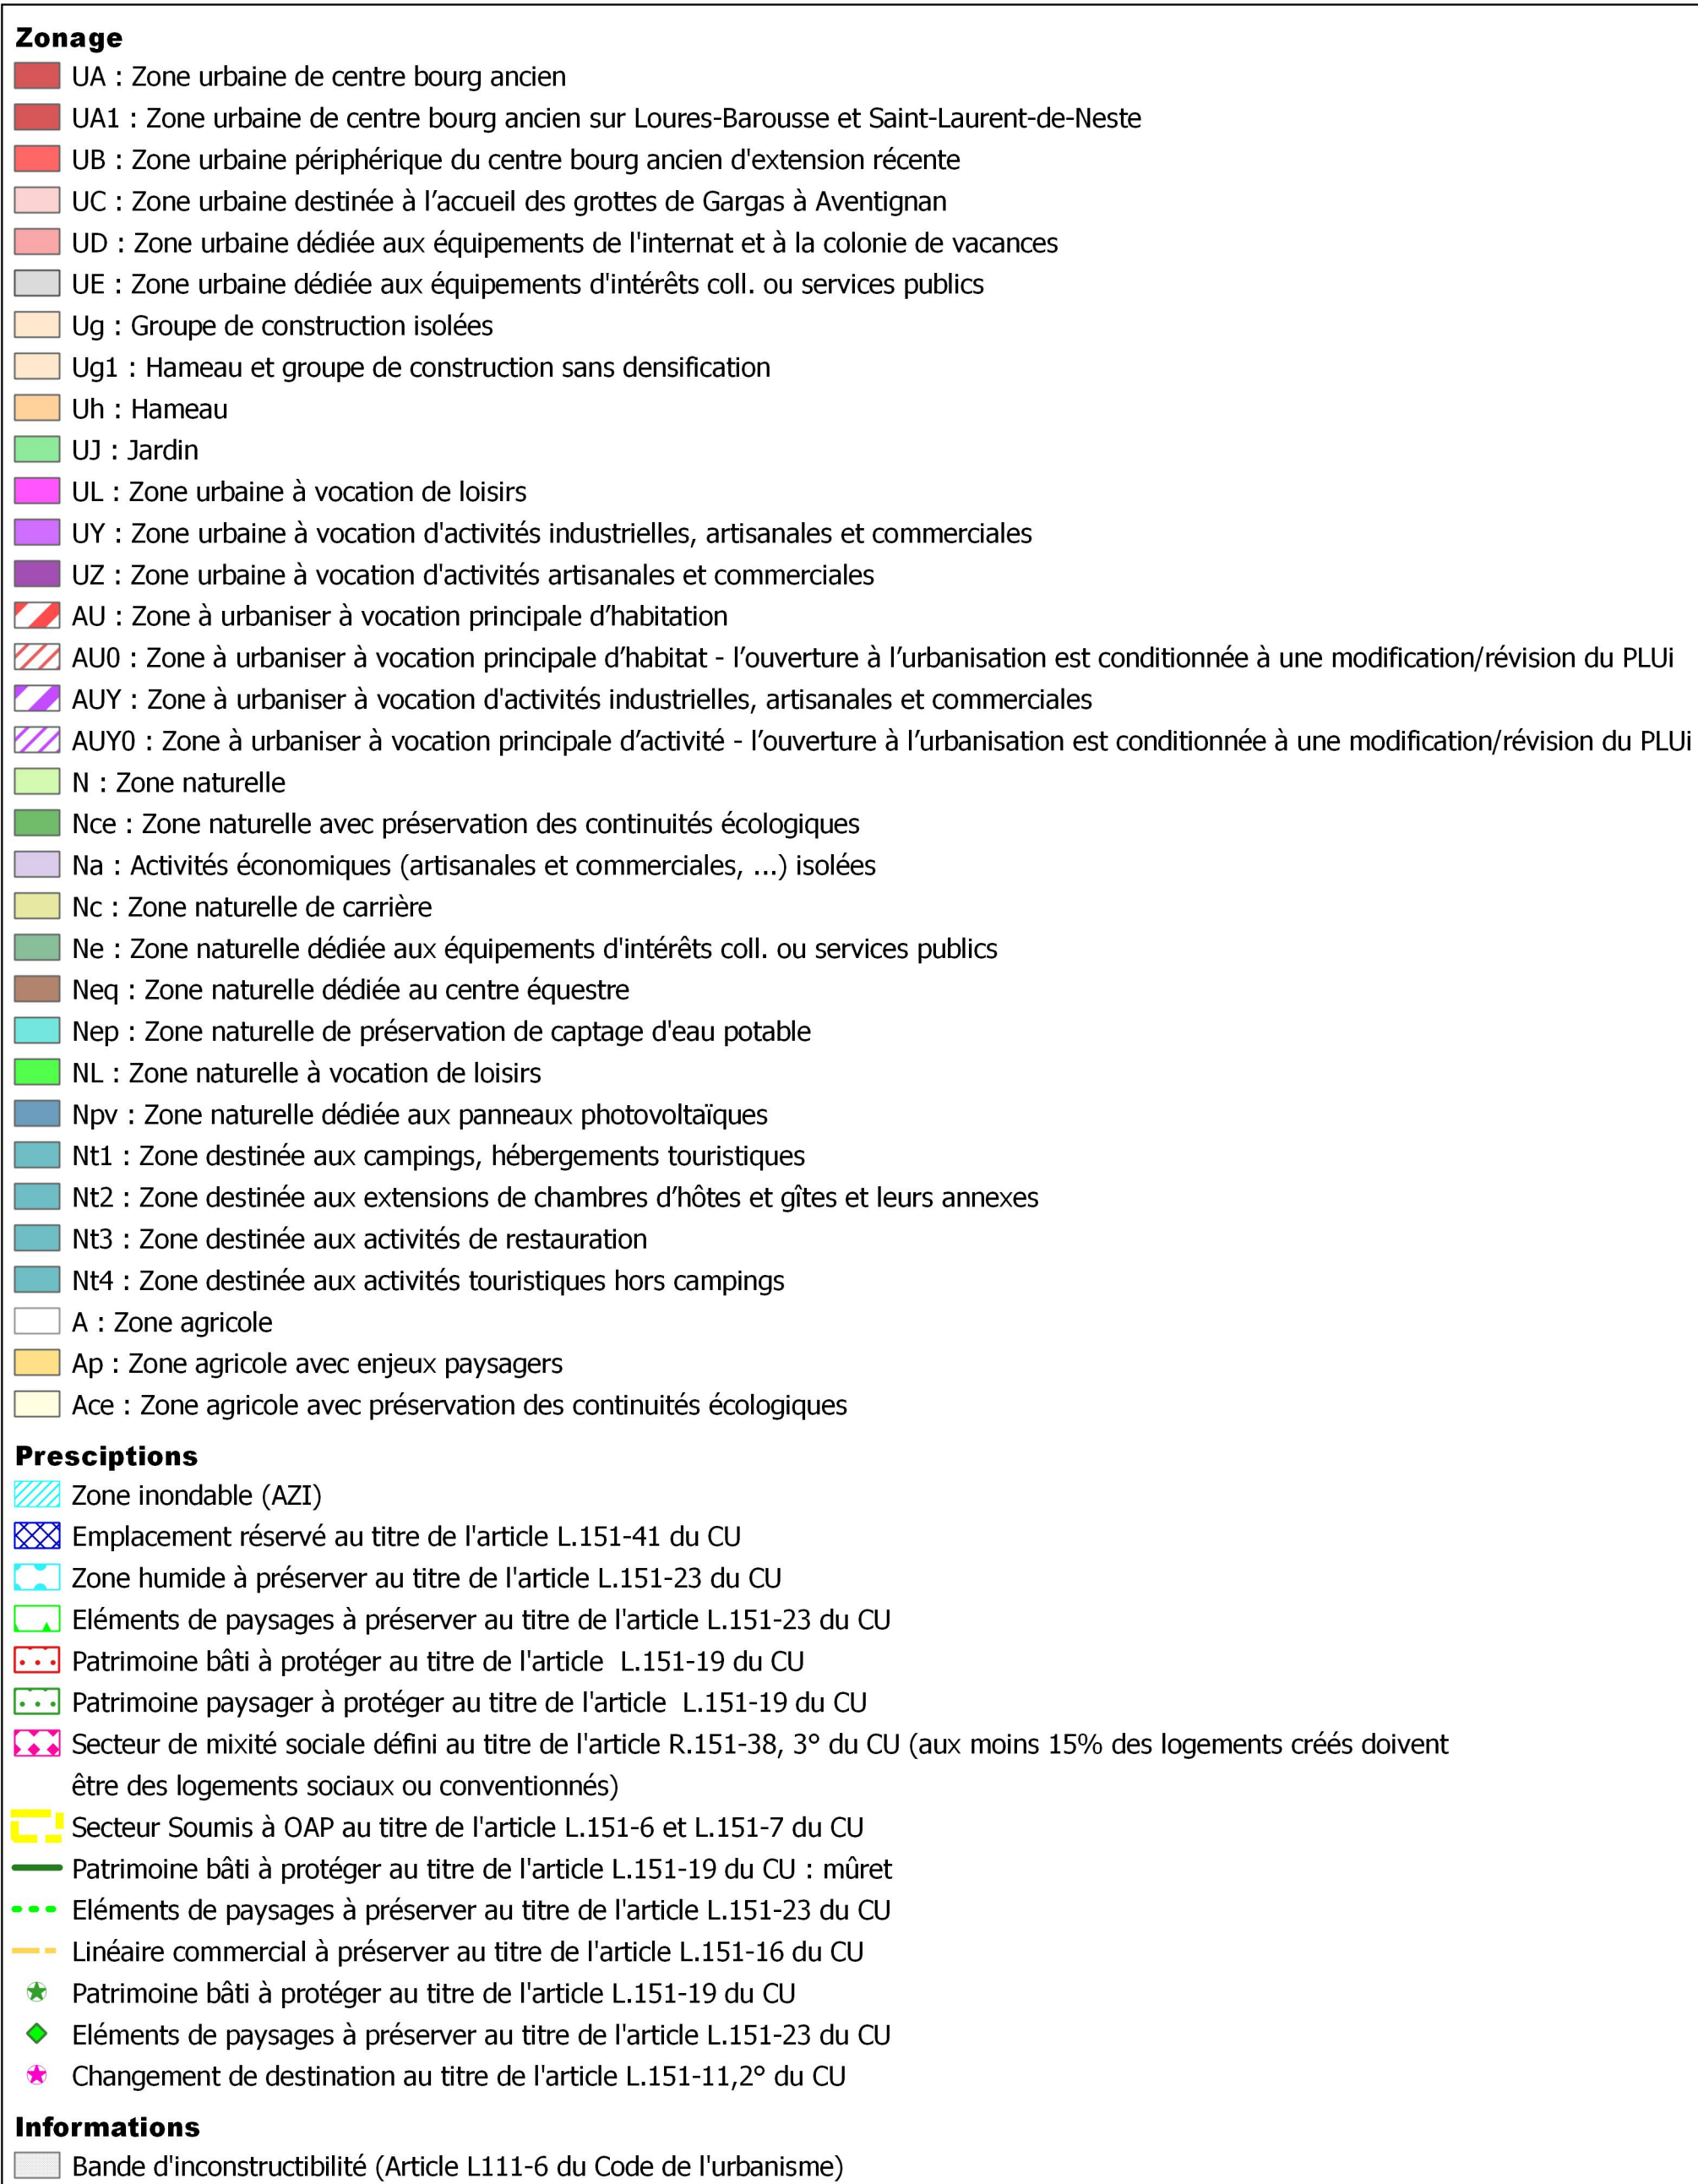 Zonage
UA : Zone urbaine de centre bourg ancien
UA1 : Zone urbaine de centre bourg ancien sur Loures-Barousse et Saint-Laurent-de-Neste
UB : Zone urbaine périphérique du centre bourg ancien d'extension récente
UC : Zone urbaine destinée à l’accueil des grottes de Gargas à Aventignan
UD : Zone urbaine dédiée aux équipements de l'internat et à la colonie de vacances
UE : Zone urbaine dédiée aux équipements d'intérêts coll. ou services publics
Ug : Groupe de construction isolées
Ug1 : Hameau et groupe de construction sans densification
Uh : Hameau
UJ : Jardin
UL : Zone urbaine à vocation de loisirs
UY : Zone urbaine à vocation d'activités industrielles, artisanales et commerciales
UZ : Zone urbaine à vocation d'activités artisanales et commerciales
AU : Zone à urbaniser à vocation principale d’habitation
AU0 : Zone à urbaniser à vocation principale d’habitat - l’ouverture à l’urbanisation est conditionnée à une modification/révision du PLUi
AUY : Zone à urbaniser à vocation d'activités industrielles, artisanales et commerciales
AUY0 : Zone à urbaniser à vocation principale d’activité - l’ouverture à l’urbanisation est conditionnée à une modification/révision du PLUi
N : Zone naturelle
Nce : Zone naturelle avec préservation des continuités écologiques
Na : Activités économiques (artisanales et commerciales, ...) isolées
Nc : Zone naturelle de carrière
Ne : Zone naturelle dédiée aux équipements d'intérêts coll. ou services publics
Neq : Zone naturelle dédiée au centre équestre
Nep : Zone naturelle de préservation de captage d'eau potable
NL : Zone naturelle à vocation de loisirs
Npv : Zone naturelle dédiée aux panneaux photovoltaïques
Nt1 : Zone destinée aux campings, hébergements touristiques
Nt2 : Zone destinée aux extensions de chambres d’hôtes et gîtes et leurs annexes
Nt3 : Zone destinée aux activités de restauration
Nt4 : Zone destinée aux activités touristiques hors campings
A : Zone agricole
Ap : Zone agricole avec enjeux paysagers
Ace : Zone agricole avec préservation des continuités écologiques
Presciptions
Zone inondable (AZI)
Emplacement réservé au titre de l'article L.151-41 du CU
Zone humide à préserver au titre de l'article L.151-23 du CU
Eléments de paysages à préserver au titre de l'article L.151-23 du CU
Patrimoine bâti à protéger au titre de l'article  L.151-19 du CU
Patrimoine paysager à protéger au titre de l'article  L.151-19 du CU
Secteur de mixité sociale défini au titre de l'article R.151-38, 3° du CU (aux moins 15% des logements créés doivent
être des logements sociaux ou conventionnés)
Secteur Soumis à OAP au titre de l'article L.151-6 et L.151-7 du CU
Patrimoine bâti à protéger au titre de l'article L.151-19 du CU : mûret
Eléments de paysages à préserver au titre de l'article L.151-23 du CU
Linéaire commercial à préserver au titre de l'article L.151-16 du CU
Patrimoine bâti à protéger au titre de l'article L.151-19 du CU
Eléments de paysages à préserver au titre de l'article L.151-23 du CU
Changement de destination au titre de l'article L.151-11,2° du CU
Informations
Bande d'inconstructibilité (Article L111-6 du Code de l'urbanisme)